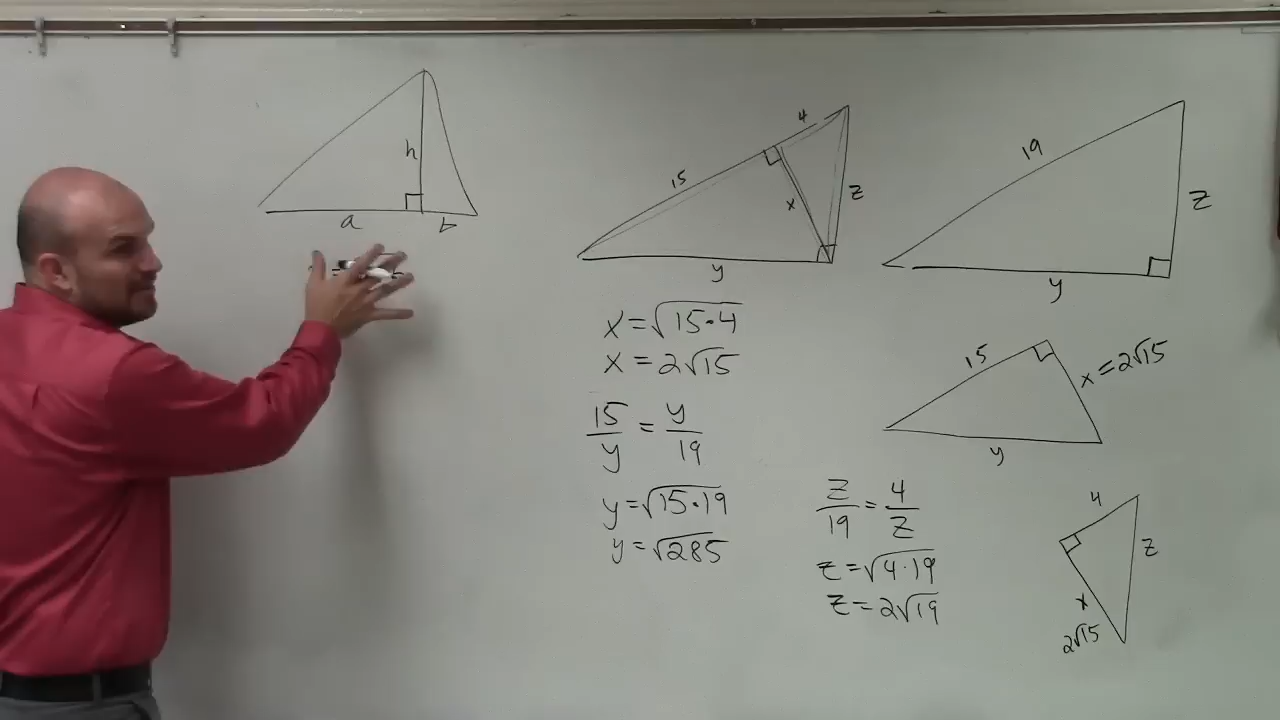 h
a
b
4
15
x
z
y
19
z
y
x = √15•4
x = 2√15
15/y = y/19
y = √15•19
y = √285
15
x = 2√15
y
z/19 = 4/z
z = √4·19
z = 2√19
4
z
x
2√15